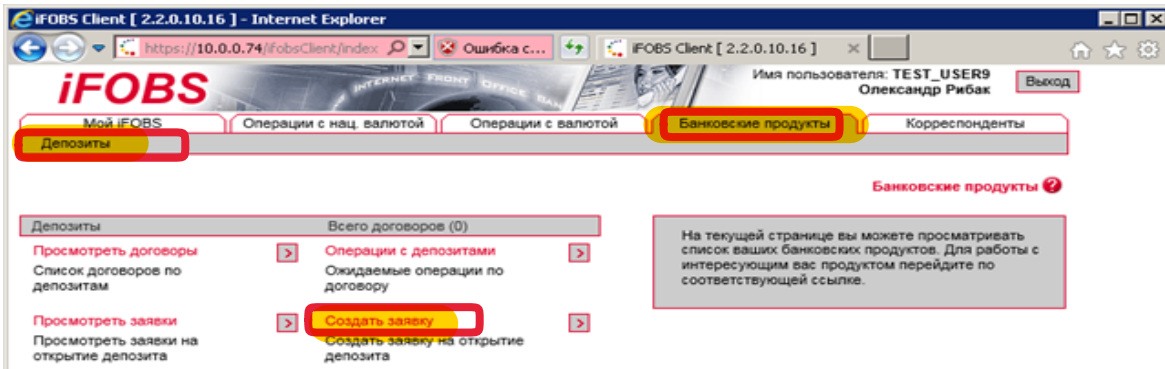 iFOBS Client [ 2.2.0.10.16 ] - Internet Explorer
https://10.0.0.74/ifobsClient/index Ошибка с... iFOBS Client [ 2.2.0.10.16 ]
INTERNET FRONT OFFICE
iFOBS
Имя пользователя: TEST_USER9
Олександр Рибак
Выход
Мой iFOBS Операции с нац. валютой Операции с валютой Банковские продукты Корреспонденты
Депозиты
Банковские продукты ?
Депозиты Всего договоров (0)
Просмотреть договоры > Операции с депозитами >
Список договоров по Ожидаемые операции по
депозитам договору
Просмотреть заявки > Создать заявку >
Просмотреть заявки на Создать заявку на открытие
открытие депозита депозита
На текущей странице вы можете просматривать
список ваших банковских продуктов. Для работы с
интересующим вас продуктом перейдите по
соответствующей ссылке.